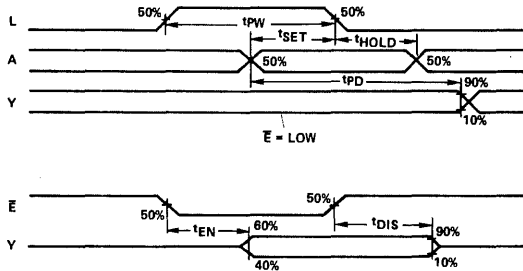 L 50% tPW 50%
tSET tHOLD
A 50% 50%
tPD 90%
Y
10%
E̅ = LOW
E̅ 50% 50%
tEN 60% tDIS 90%
Y
40% 10%